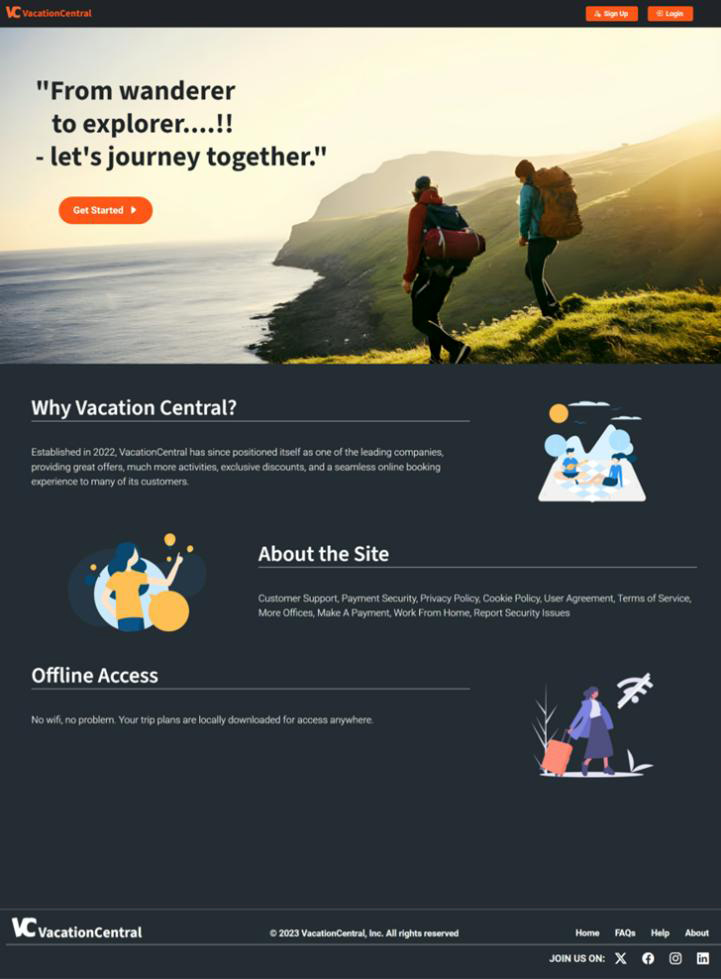 VC VacationCentral
Sign Up
Login
"From wanderer
to explorer....!!
- let's journey together."
Get Started
Why Vacation Central?
Established in 2022, VacationCentral has since positioned itself as one of the leading companies,
providing great offers, much more activities, exclusive discounts, and a seamless online booking
experience to many of its customers.
About the Site
Customer Support, Payment Security, Privacy Policy, Cookie Policy, User Agreement, Terms of Service,
More Offices, Make A Payment, Work From Home, Report Security Issues
Offline Access
No wifi, no problem. Your trip plans are locally downloaded for access anywhere.
VC VacationCentral
© 2023 VacationCentral, Inc. All rights reserved
Home FAQs Help About
JOIN US ON: